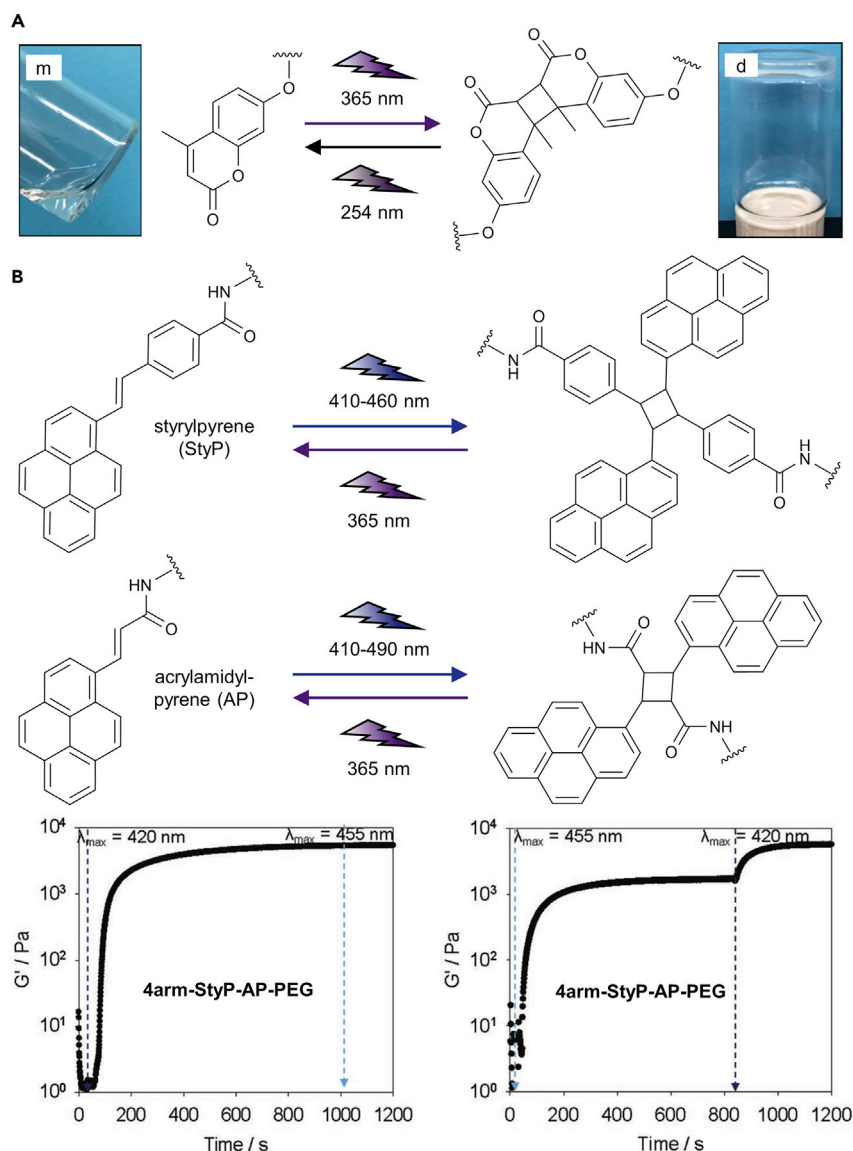 A
m
O
365 nm
254 nm
O
O
O
O
O
O
O
O
O
d
B
HN
O
styrylpyrene
(StyP)
410-460 nm
365 nm
O
N
H
H
N
O
HN
O
acrylamidyl-
pyrene (AP)
410-490 nm
365 nm
O
HN
NH
O
10⁴
λmax = 420 nm
λmax = 455 nm
10³
10²
10¹
10⁰
G' / Pa
4arm-StyP-AP-PEG
0 200 400 600 800 1000 1200
Time / s
10⁴
λmax = 455 nm
λmax = 420 nm
10³
10²
10¹
10⁰
G' / Pa
4arm-StyP-AP-PEG
0 200 400 600 800 1000 1200
Time / s